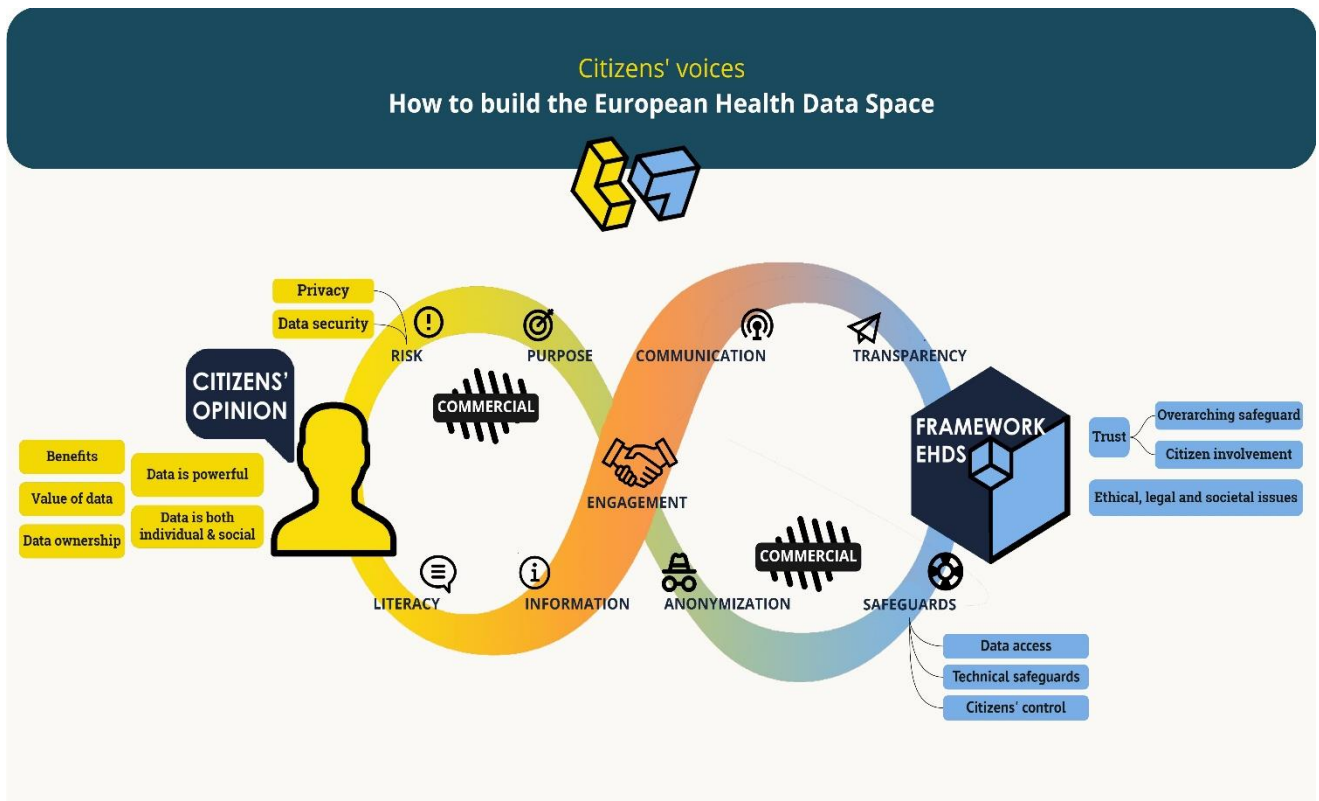 Citizens' voices
How to build the European Health Data Space
Privacy
Data security
RISK
PURPOSE
COMMUNICATION
TRANSPARENCY
COMMERCIAL
CITIZENS'
OPINION
Benefits
Value of data
Data ownership
Data is powerful
Data is both
individual & social
ENGAGEMENT
FRAMEWORK
EHDS
Trust
Overarching safeguard
Citizen involvement
Ethical, legal and societal issues
COMMERCIAL
LITERACY
INFORMATION
ANONYMIZATION
SAFEGUARDS
Data access
Technical safeguards
Citizens' control